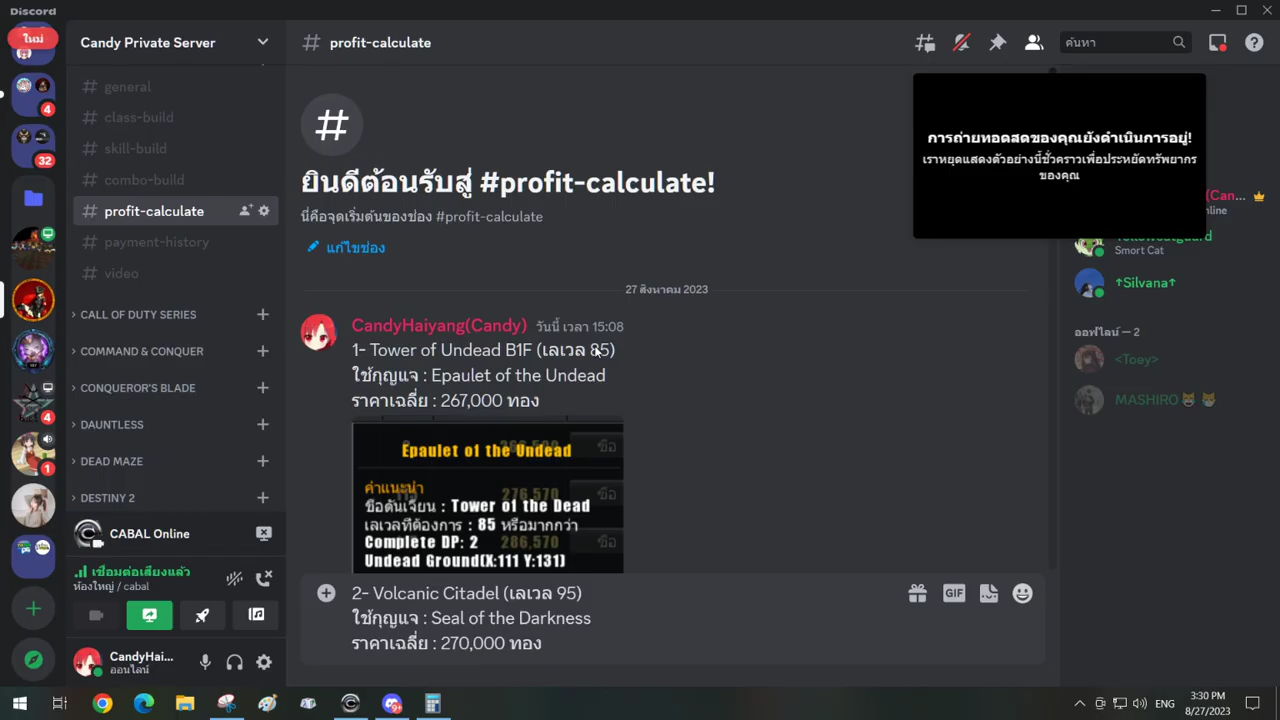 Discord
ใหม่
4
32
4
1
Candy Private Server
general
class-build
skill-build
combo-build
profit-calculate
payment-history
video
CALL OF DUTY SERIES
COMMAND & CONQUER
CONQUEROR'S BLADE
DAUNTLESS
DEAD MAZE
DESTINY 2
CABAL Online
เชื่อมต่อเสียงแล้ว
ห้องใหญ่ / cabal
CandyHai...
ออนไลน์
profit-calculate
ค้นหา
ยินดีต้อนรับสู่ #profit-calculate!
นี่คือจุดเริ่มต้นของช่อง #profit-calculate
แก้ไขช่อง
27 สิงหาคม 2023
CandyHaiyang(Candy) วันนี้ เวลา 15:08
1- Tower of Undead B1F (เลเวล 85)
ใช้กุญแจ : Epaulet of the Undead
ราคาเฉลี่ย : 267,000 ทอง
Epaulet of the Undead
ซื้อ
คำแนะนำ
276,570
ซื้อ
ชื่อดันเจี้ยน : Tower of the Dead
เลเวลที่ต้องการ : 85 หรือมากกว่า
Complete DP: 2
286,570
ซื้อ
Undead Ground(X:111 Y:131)
2- Volcanic Citadel (เลเวล 95)
ใช้กุญแจ : Seal of the Darkness
ราคาเฉลี่ย : 270,000 ทอง
GIF
การถ่ายทอดสดของคุณยังดำเนินการอยู่!
เราหยุดแสดงตัวอย่างนี้ชั่วคราวเพื่อประหยัดทรัพยากร
ของคุณ
(Can...
nline
Smort Cat
↑Silvana↑
ออฟไลน์ — 2
<Toey>
MASHIRO
9+
ENG
3:30 PM
8/27/2023